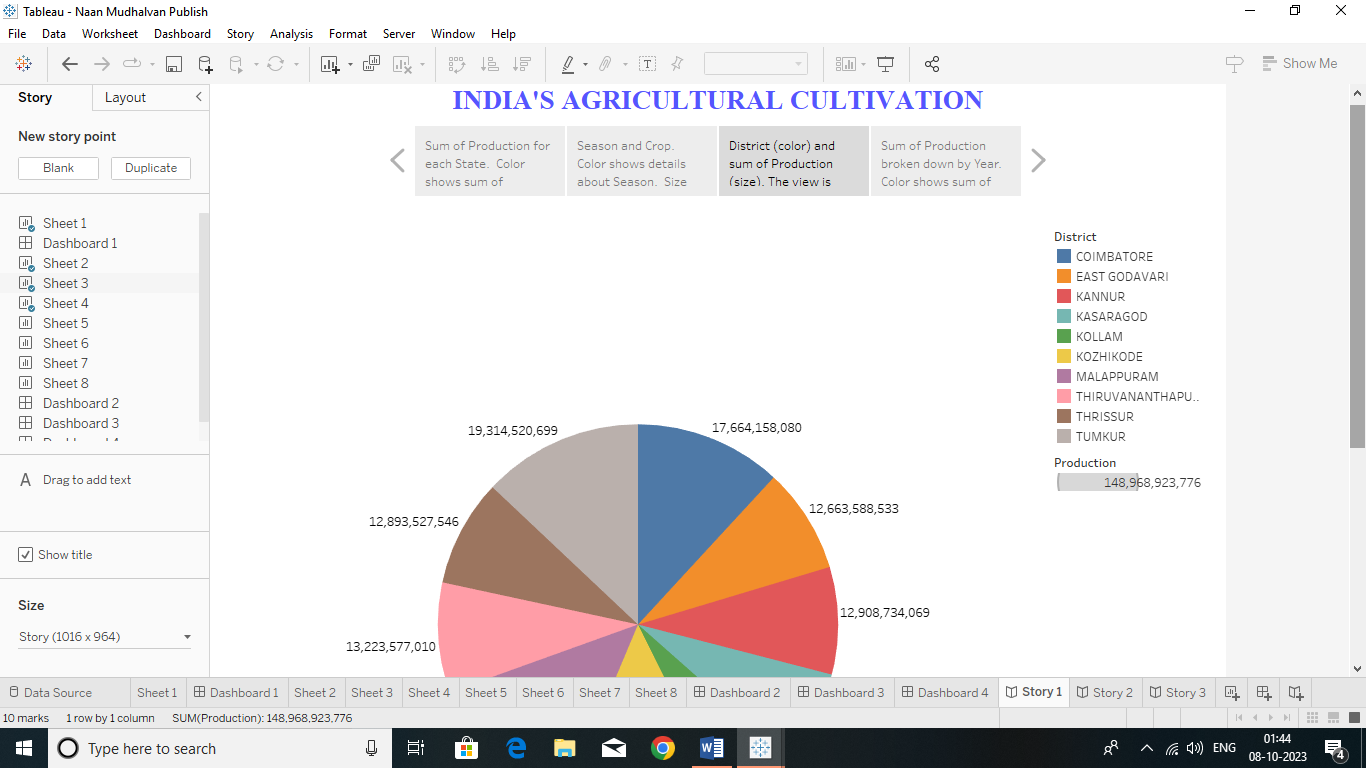 Tableau - Naan Mudhalvan Publish
File Data Worksheet Dashboard Story Analysis Format Server Window Help
Show Me
Story Layout
New story point
Blank Duplicate
Sheet 1
Dashboard 1
Sheet 2
Sheet 3
Sheet 4
Sheet 5
Sheet 6
Sheet 7
Sheet 8
Dashboard 2
Dashboard 3
A Drag to add text
Show title
Size
Story (1016 x 964)
INDIA'S AGRICULTURAL CULTIVATION
Sum of Production for
each State. Color
shows sum of
Season and Crop.
Color shows details
about Season. Size
District (color) and
sum of Production
(size). The view is
Sum of Production
broken down by Year.
Color shows sum of
19,314,520,699
17,664,158,080
12,893,527,546
12,663,588,533
12,908,734,069
13,223,577,010
District
COIMBATORE
EAST GODAVARI
KANNUR
KASARAGOD
KOLLAM
KOZHIKODE
MALAPPURAM
THIRUVANANTHAPU..
THRISSUR
TUMKUR
Production
148,968,923,776
Data Source Sheet 1 Dashboard 1 Sheet 2 Sheet 3 Sheet 4 Sheet 5 Sheet 6 Sheet 7 Sheet 8 Dashboard 2 Dashboard 3 Dashboard 4 Story 1 Story 2 Story 3
10 marks 1 row by 1 column SUM(Production): 148,968,923,776
Type here to search
ENG
01:44
08-10-2023
4